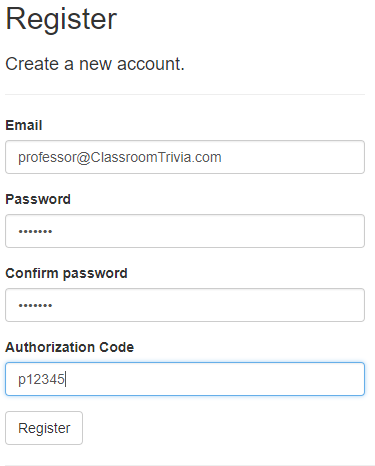 Register
Create a new account.
Email
professor@ClassroomTrivia.com
Password
•••••••
Confirm password
•••••••
Authorization Code
p12345
Register